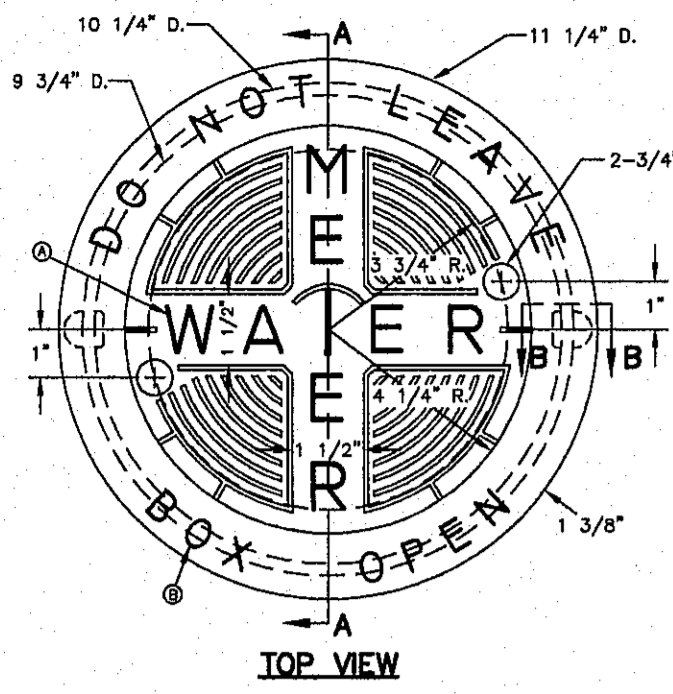 10 1/4" D.
A
11 1/4" D.
9 3/4" D.
DO NOT LEAVE
2-3/4"
METER
WATER
3 3/4" R.
A
1 1/2"
1"
1"
B B
4 1/4" R.
1 1/2"
BOX OPEN
1 3/8"
B
A
TOP VIEW